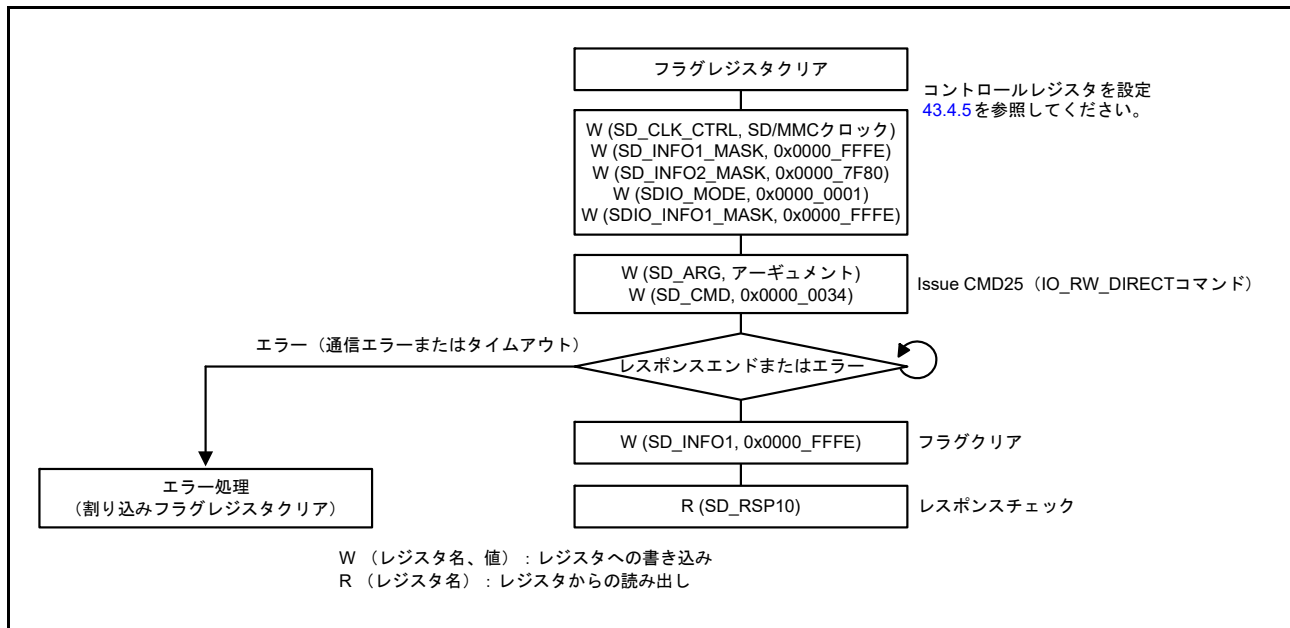 フラグレジスタクリア
コントロールレジスタを設定
43.4.5を参照してください。
W (SD_CLK_CTRL, SD/MMCクロック)
W (SD_INFO1_MASK, 0x0000_FFFE)
W (SD_INFO2_MASK, 0x0000_7F80)
W (SDIO_MODE, 0x0000_0001)
W (SDIO_INFO1_MASK, 0x0000_FFFE)
W (SD_ARG, アーギュメント)
W (SD_CMD, 0x0000_0034)
Issue CMD25（IO_RW_DIRECTコマンド）
エラー（通信エラーまたはタイムアウト）
レスポンスエンドまたはエラー
W (SD_INFO1, 0x0000_FFFE)
フラグクリア
エラー処理
（割り込みフラグレジスタクリア）
R (SD_RSP10)
レスポンスチェック
W （レジスタ名、値）：レジスタへの書き込み
R （レジスタ名）：レジスタからの読み出し